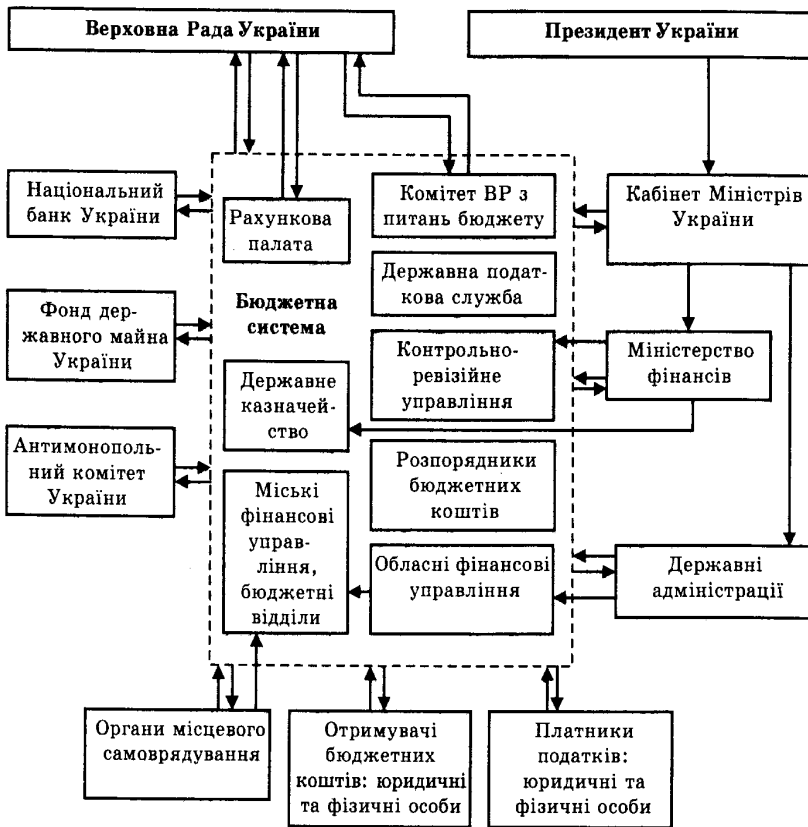 Верховна Рада України
Президент України
Національний
банк України
Рахункова
палата
Комітет ВР з
питань бюджету
Кабінет Міністрів
України
Державна подат-
кова служба
Бюджетна
система
Фонд дер-
жавного майна
України
Контрольно-
ревізійне
управління
Міністерство
фінансів
Державне
казначей-
ство
Антимонополь-
ний комітет
України
Розпорядники
бюджетних
коштів
Міські
фінансові
управ-
ління,
бюджетні
відділи
Обласні фінансові
управління
Державні
адміністрації
Органи місцевого
самоврядування
Отримувачі
бюджетних
коштів: юридичні
та фізичні особи
Платники
податків:
юридичні та
фізичні особи